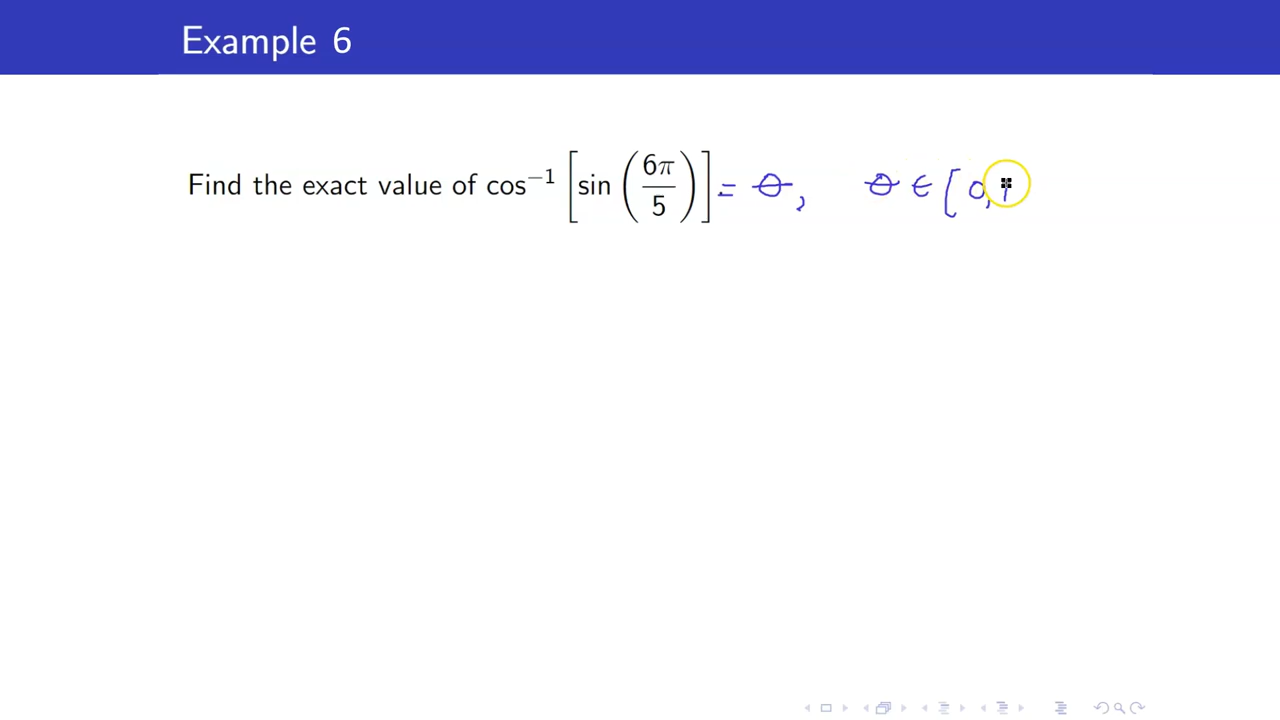 Example 6
Find the exact value of cos⁻¹ [sin (6π/5)] = θ, θ ∈ [0,